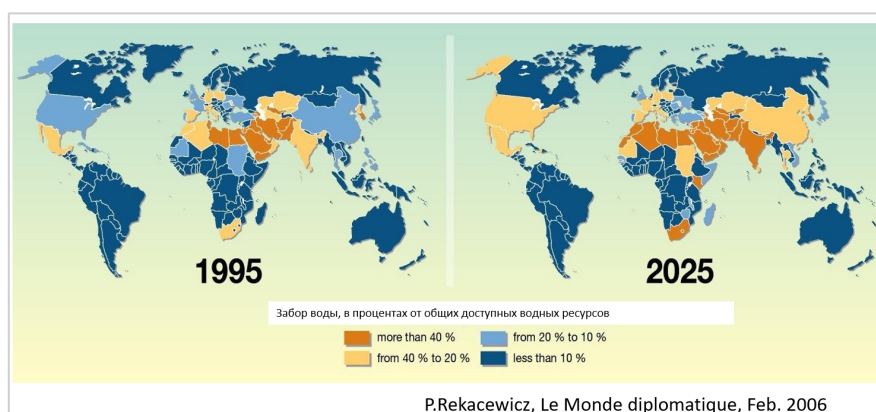 1995
2025
Забор воды, в процентах от общих доступных водных ресурсов
more than 40 %
from 20 % to 10 %
from 40 % to 20 %
less than 10 %
P.Rekacewicz, Le Monde diplomatique, Feb. 2006